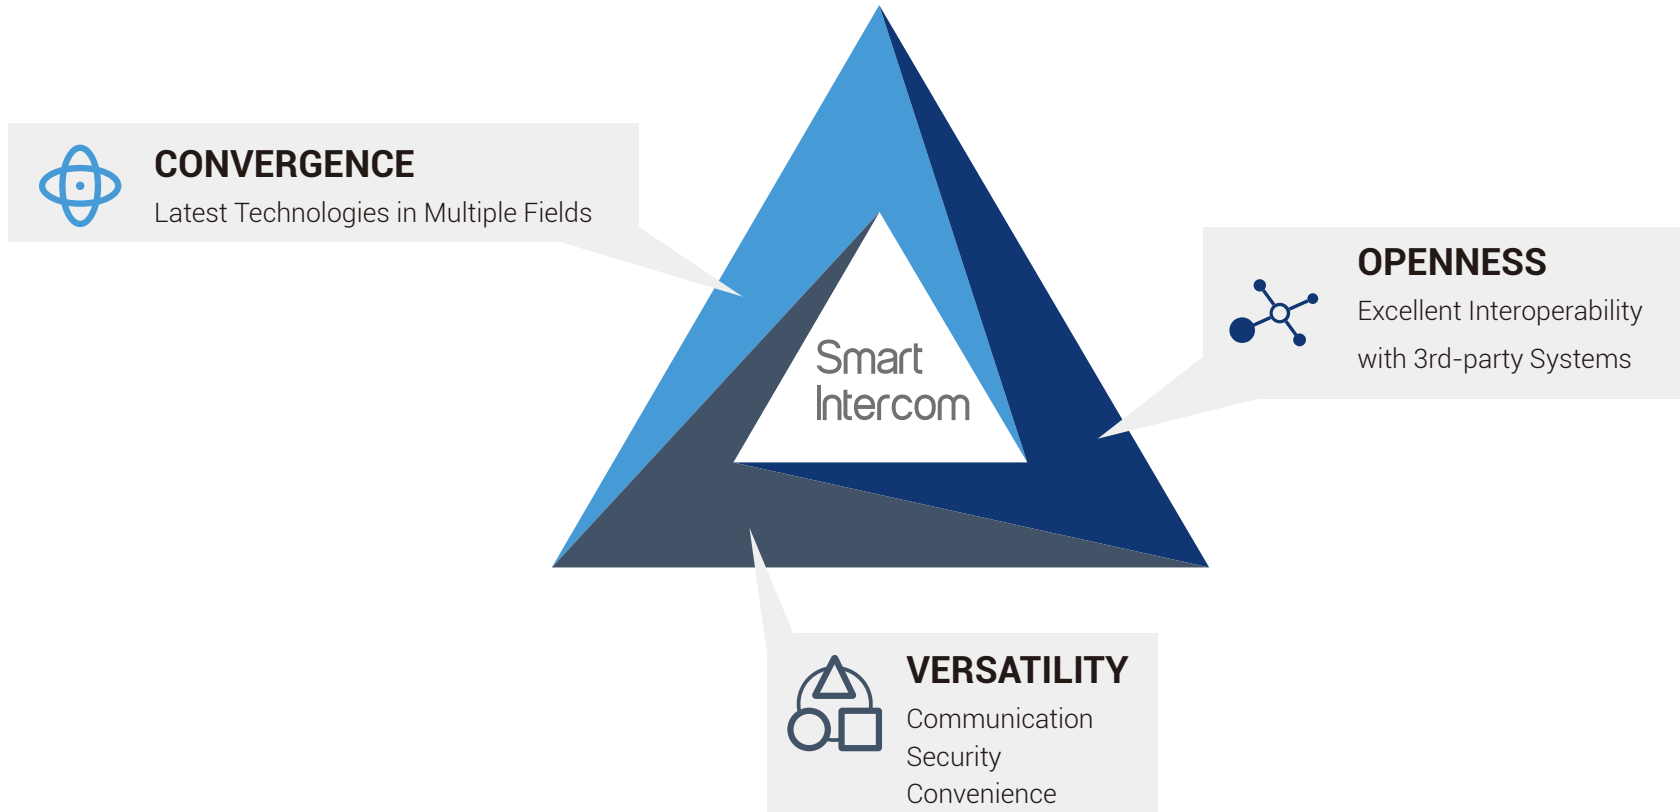 CONVERGENCE
Latest Technologies in Multiple Fields
OPENNESS
Excellent Interoperability
with 3rd-party Systems
Smart
Intercom
VERSATILITY
Communication
Security
Convenience